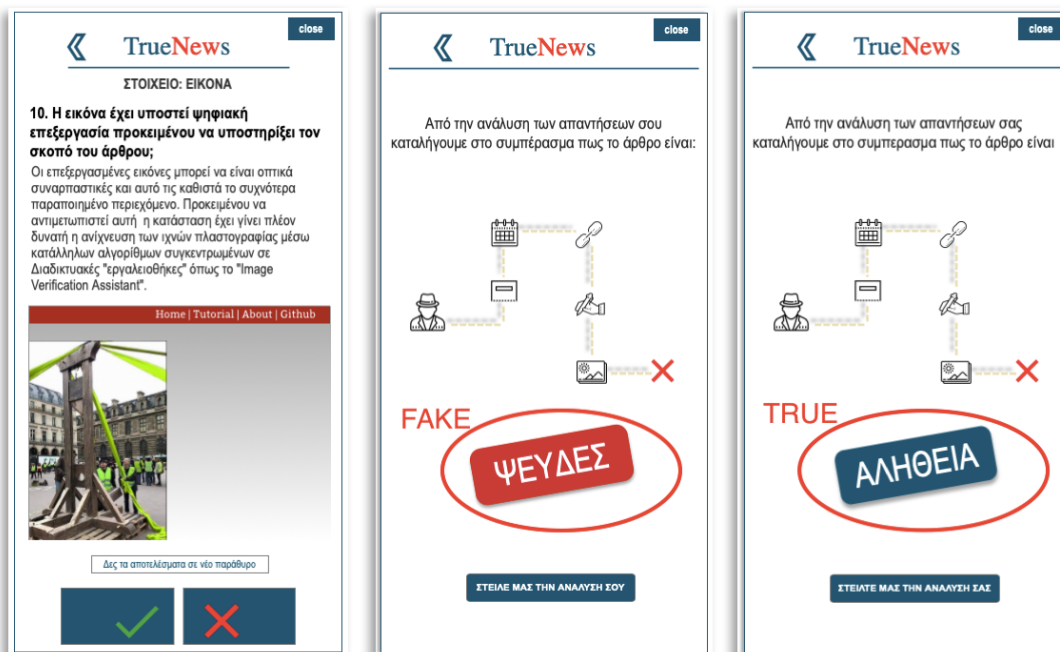 close
TrueNews
ΣΤΟΙΧΕΙΟ: ΕΙΚΟΝΑ
10. Η εικόνα έχει υποστεί ψηφιακή
επεξεργασία προκειμένου να υποστηρίξει τον
σκοπό του άρθρου;
Οι επεξεργασμένες εικόνες μπορεί να είναι οπτικά
συναρπαστικές και αυτό τις καθιστά το συχνότερα
παραποιημένο περιεχόμενο. Προκειμένου να
αντιμετωπιστεί αυτή η κατάσταση έχει γίνει πλέον
δυνατή η ανίχνευση των ιχνών πλαστογραφίας μέσω
κατάλληλων αλγορίθμων συγκεντρωμένων σε
Διαδικτυακές "εργαλειοθήκες" όπως το "Image
Verification Assistant".
Home | Tutorial | About | Github
Δες τα αποτελέσματα σε νέο παράθυρο
close
TrueNews
Από την ανάλυση των απαντήσεων σου
καταλήγουμε στο συμπέρασμα πως το άρθρο είναι:
FAKE
ΨΕΥΔΕΣ
ΣΤΕΙΛΕ ΜΑΣ ΤΗΝ ΑΝΑΛΥΣΗ ΣΟΥ
close
TrueNews
Από την ανάλυση των απαντήσεων σας
καταλήγουμε στο συμπερασμα πως το άρθρο είναι
TRUE
ΑΛΗΘΕΙΑ
ΣΤΕΙΛΤΕ ΜΑΣ ΤΗΝ ΑΝΑΛΥΣΗ ΣΑΣ